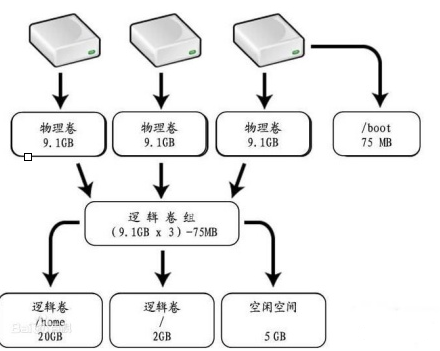 物理卷
9.1GB
物理卷
9.1GB
物理卷
9.1GB
/boot
75 MB
逻辑卷组
(9.1GB x 3)-75MB
逻辑卷
/home
20GB
逻辑卷
/
2GB
空闲空间
5 GB